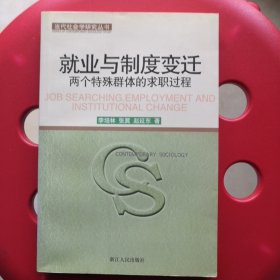 当代社会学研究丛书
就业与制度变迁
两个特殊群体的求职过程
JOB SEARCHING, EMPLOYMENT AND
INSTITUTIONAL CHANGE
李培林 张翼 赵延东 著
CONTEMPORARY SOCIOLOGY
CS
浙江人民出版社